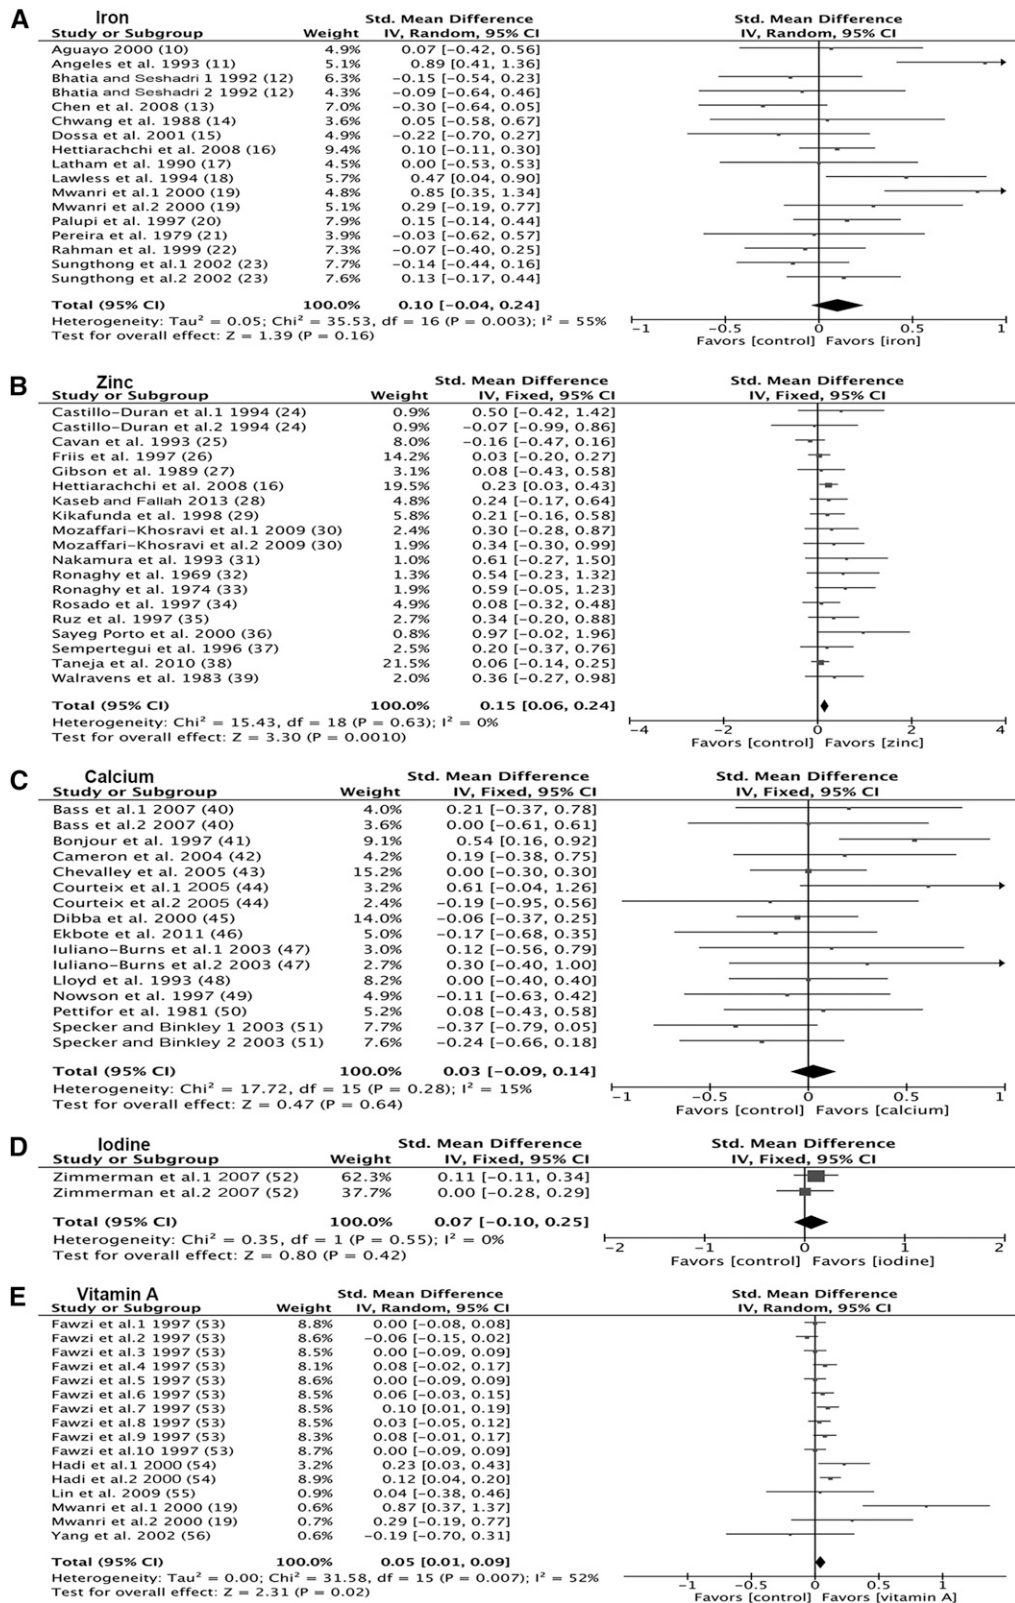 A Iron Std. Mean Difference Std. Mean Difference
Study or Subgroup Weight IV, Random, 95% CI IV, Random, 95% CI
Aguayo 2000 (10) 4.9% 0.07 [−0.42, 0.56]
Angeles et al. 1993 (11) 5.1% 0.89 [0.41, 1.36]
Bhatia and Seshadri 1 1992 (12) 6.3% −0.15 [−0.54, 0.23]
Bhatia and Seshadri 2 1992 (12) 4.3% −0.09 [−0.64, 0.46]
Chen et al. 2008 (13) 7.0% −0.30 [−0.64, 0.05]
Chwang et al. 1988 (14) 3.6% 0.05 [−0.58, 0.67]
Dossa et al. 2001 (15) 4.9% −0.22 [−0.70, 0.27]
Hettiarachchi et al. 2008 (16) 9.4% 0.10 [−0.11, 0.30]
Latham et al. 1990 (17) 4.5% 0.00 [−0.53, 0.53]
Lawless et al. 1994 (18) 5.7% 0.47 [0.04, 0.90]
Mwanri et al.1 2000 (19) 4.8% 0.85 [0.35, 1.34]
Mwanri et al.2 2000 (19) 5.1% 0.29 [−0.19, 0.77]
Palupi et al. 1997 (20) 7.9% 0.15 [−0.14, 0.44]
Pereira et al. 1979 (21) 3.9% −0.03 [−0.62, 0.57]
Rahman et al. 1999 (22) 7.3% −0.07 [−0.40, 0.25]
Sungthong et al.1 2002 (23) 7.7% −0.14 [−0.44, 0.16]
Sungthong et al.2 2002 (23) 7.6% 0.13 [−0.17, 0.44]
Total (95% CI) 100.0% 0.10 [−0.04, 0.24]
Heterogeneity: Tau² = 0.05; Chi² = 35.53, df = 16 (P = 0.003); I² = 55%
Test for overall effect: Z = 1.39 (P = 0.16)
−1 −0.5 0 0.5 1
Favors [control] Favors [iron]
B Zinc Std. Mean Difference Std. Mean Difference
Study or Subgroup Weight IV, Fixed, 95% CI IV, Fixed, 95% CI
Castillo−Duran et al.1 1994 (24) 0.9% 0.50 [−0.42, 1.42]
Castillo−Duran et al.2 1994 (24) 0.9% −0.07 [−0.99, 0.86]
Cavan et al. 1993 (25) 8.0% −0.16 [−0.47, 0.16]
Friis et al. 1997 (26) 14.2% 0.03 [−0.20, 0.27]
Gibson et al. 1989 (27) 3.1% 0.08 [−0.43, 0.58]
Hettiarachchi et al. 2008 (16) 19.5% 0.23 [0.03, 0.43]
Kaseb and Fallah 2013 (28) 4.8% 0.24 [−0.17, 0.64]
Kikafunda et al. 1998 (29) 5.8% 0.21 [−0.16, 0.58]
Mozaffari−Khosravi et al.1 2009 (30) 2.4% 0.30 [−0.28, 0.87]
Mozaffari−Khosravi et al.2 2009 (30) 1.9% 0.34 [−0.30, 0.99]
Nakamura et al. 1993 (31) 1.0% 0.61 [−0.27, 1.50]
Ronaghy et al. 1969 (32) 1.3% 0.54 [−0.23, 1.32]
Ronaghy et al. 1974 (33) 1.9% 0.59 [−0.05, 1.23]
Rosado et al. 1997 (34) 4.9% 0.08 [−0.32, 0.48]
Ruz et al. 1997 (35) 2.7% 0.34 [−0.20, 0.88]
Sayeg Porto et al. 2000 (36) 0.8% 0.97 [−0.02, 1.96]
Sempertegui et al. 1996 (37) 2.5% 0.20 [−0.37, 0.76]
Taneja et al. 2010 (38) 21.5% 0.06 [−0.14, 0.25]
Walravens et al. 1983 (39) 2.0% 0.36 [−0.27, 0.98]
Total (95% CI) 100.0% 0.15 [0.06, 0.24]
Heterogeneity: Chi² = 15.43, df = 18 (P = 0.63); I² = 0%
Test for overall effect: Z = 3.30 (P = 0.0010)
−4 −2 0 2 4
Favors [control] Favors [zinc]
C Calcium Std. Mean Difference Std. Mean Difference
Study or Subgroup Weight IV, Fixed, 95% CI IV, Fixed, 95% CI
Bass et al.1 2007 (40) 4.0% 0.21 [−0.37, 0.78]
Bass et al.2 2007 (40) 3.6% 0.00 [−0.61, 0.61]
Bonjour et al. 1997 (41) 9.1% 0.54 [0.16, 0.92]
Cameron et al. 2004 (42) 4.2% 0.19 [−0.38, 0.75]
Chevalley et al. 2005 (43) 15.2% 0.00 [−0.30, 0.30]
Courteix et al.1 2005 (44) 3.2% 0.61 [−0.04, 1.26]
Courteix et al.2 2005 (44) 2.4% −0.19 [−0.95, 0.56]
Dibba et al. 2000 (45) 14.0% −0.06 [−0.37, 0.25]
Ekbote et al. 2011 (46) 5.0% −0.17 [−0.68, 0.35]
Iuliano−Burns et al.1 2003 (47) 3.0% 0.12 [−0.56, 0.79]
Iuliano−Burns et al.2 2003 (47) 2.7% 0.30 [−0.40, 1.00]
Lloyd et al. 1993 (48) 8.2% 0.00 [−0.40, 0.40]
Nowson et al. 1997 (49) 4.9% −0.11 [−0.63, 0.42]
Pettifor et al. 1981 (50) 5.2% 0.08 [−0.43, 0.58]
Specker and Binkley 1 2003 (51) 7.7% −0.37 [−0.79, 0.05]
Specker and Binkley 2 2003 (51) 7.6% −0.24 [−0.66, 0.18]
Total (95% CI) 100.0% 0.03 [−0.09, 0.14]
Heterogeneity: Chi² = 17.72, df = 15 (P = 0.28); I² = 15%
Test for overall effect: Z = 0.47 (P = 0.64)
−1 −0.5 0 0.5 1
Favors [control] Favors [calcium]
D Iodine Std. Mean Difference Std. Mean Difference
Study or Subgroup Weight IV, Fixed, 95% CI IV, Fixed, 95% CI
Zimmerman et al.1 2007 (52) 62.3% 0.11 [−0.11, 0.34]
Zimmerman et al.2 2007 (52) 37.7% 0.00 [−0.28, 0.29]
Total (95% CI) 100.0% 0.07 [−0.10, 0.25]
Heterogeneity: Chi² = 0.35, df = 1 (P = 0.55); I² = 0%
Test for overall effect: Z = 0.80 (P = 0.42)
−2 −1 0 1 2
Favors [control] Favors [iodine]
E Vitamin A Std. Mean Difference Std. Mean Difference
Study or Subgroup Weight IV, Random, 95% CI IV, Random, 95% CI
Fawzi et al.1 1997 (53) 8.8% 0.00 [−0.08, 0.08]
Fawzi et al.2 1997 (53) 8.6% −0.06 [−0.15, 0.02]
Fawzi et al.3 1997 (53) 8.5% 0.00 [−0.09, 0.09]
Fawzi et al.4 1997 (53) 8.1% 0.08 [−0.02, 0.17]
Fawzi et al.5 1997 (53) 8.6% 0.00 [−0.09, 0.09]
Fawzi et al.6 1997 (53) 8.5% 0.06 [−0.03, 0.15]
Fawzi et al.7 1997 (53) 8.5% 0.10 [0.01, 0.19]
Fawzi et al.8 1997 (53) 8.5% 0.03 [−0.05, 0.12]
Fawzi et al.9 1997 (53) 8.3% 0.08 [−0.01, 0.17]
Fawzi et al.10 1997 (53) 8.7% 0.00 [−0.09, 0.09]
Hadi et al.1 2000 (54) 3.2% 0.23 [0.03, 0.43]
Hadi et al.2 2000 (54) 8.9% 0.12 [0.04, 0.20]
Lin et al. 2009 (55) 0.9% 0.04 [−0.38, 0.46]
Mwanri et al.1 2000 (19) 0.6% 0.87 [0.37, 1.37]
Mwanri et al.2 2000 (19) 0.7% 0.29 [−0.19, 0.77]
Yang et al. 2002 (56) 0.6% −0.19 [−0.70, 0.31]
Total (95% CI) 100.0% 0.05 [0.01, 0.09]
Heterogeneity: Tau² = 0.00; Chi² = 31.58, df = 15 (P = 0.007); I² = 52%
Test for overall effect: Z = 2.31 (P = 0.02)
−1 −0.5 0 0.5 1
Favors [control] Favors [vitamin A]